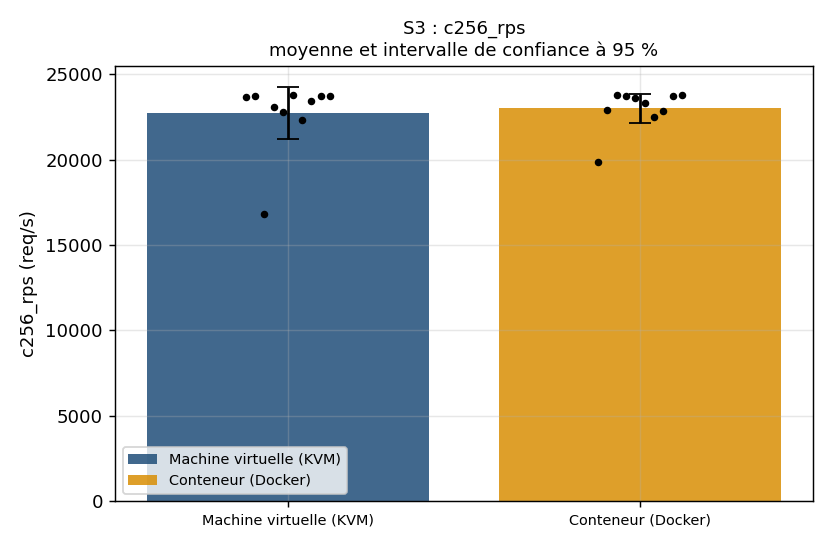 S3 : c256_rps
moyenne et intervalle de confiance à 95 %
c256_rps (req/s)
25000
20000
15000
10000
5000
0
Machine virtuelle (KVM)
Conteneur (Docker)
Machine virtuelle (KVM)
Conteneur (Docker)